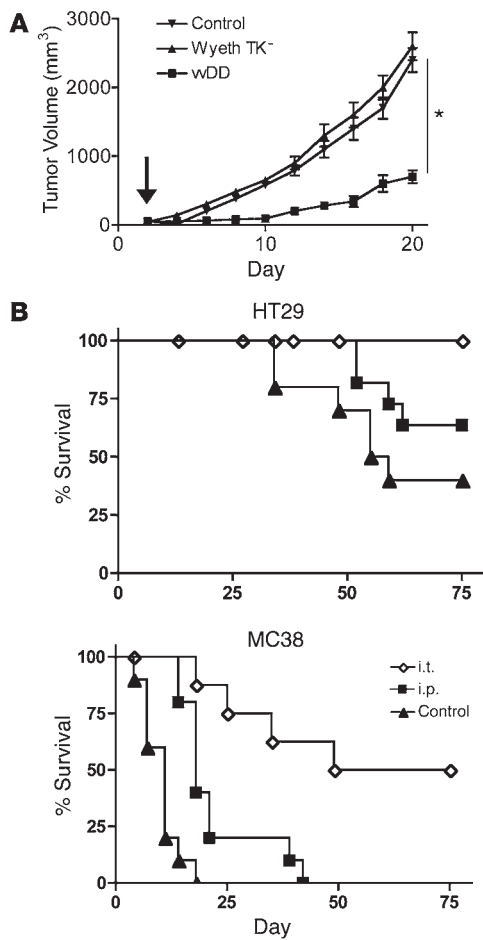 A
Tumor Volume (mm³)
3000
2000
1000
0
Control
Wyeth TK⁻
vvDD
*
0 10 20
Day
B
HT29
% Survival
100
75
50
25
0
0 25 50 75
MC38
% Survival
100
75
50
25
0
i.t.
i.p.
Control
0 25 50 75
Day